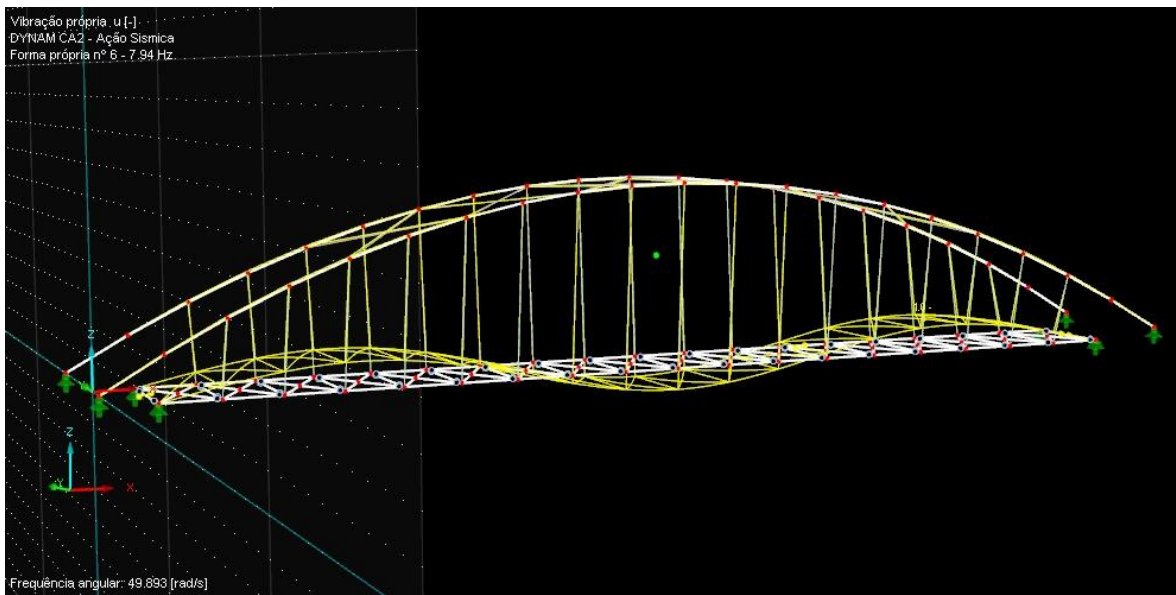 Vibração própria u [-]
DYNAM CA2 - Ação Sismica
Forma própria nº 6 - 7.94 Hz
Z
Z
Y
X
Frequência angular: 49.893 [rad/s]